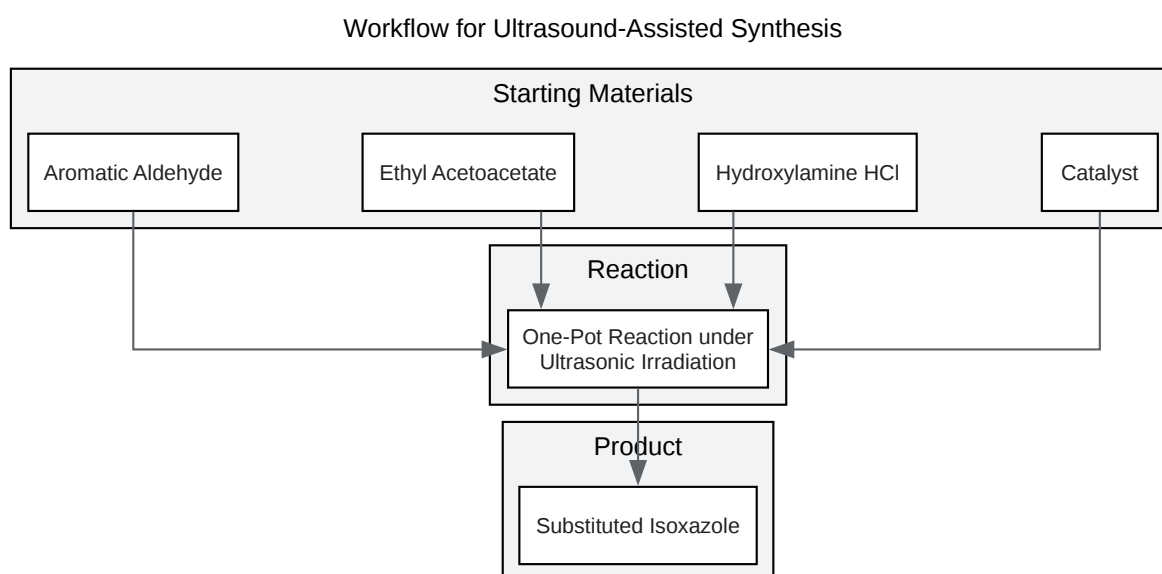 Workflow for Ultrasound-Assisted Synthesis
Starting Materials
Aromatic Aldehyde
Ethyl Acetoacetate
Hydroxylamine HCl
Catalyst
Reaction
One-Pot Reaction under
Ultrasonic Irradiation
Product
Substituted Isoxazole